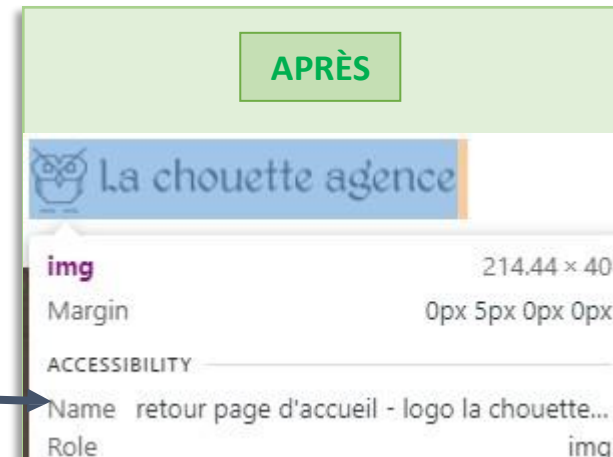 APRÈS
La chouette agence
img 214.44 × 40
Margin 0px 5px 0px 0px
ACCESSIBILITY
Name retour page d'accueil - logo la chouette...
Role img